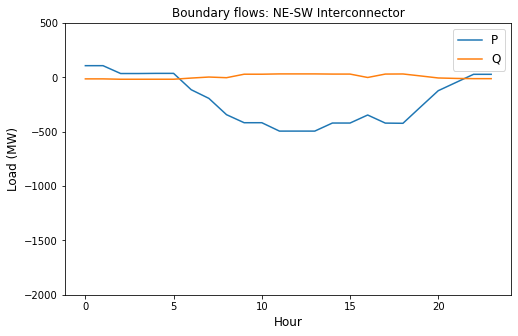 Boundary flows: NE-SW Interconnector
P
Q
Load (MW)
500
0
−500
−1000
−1500
−2000
0 5 10 15 20
Hour